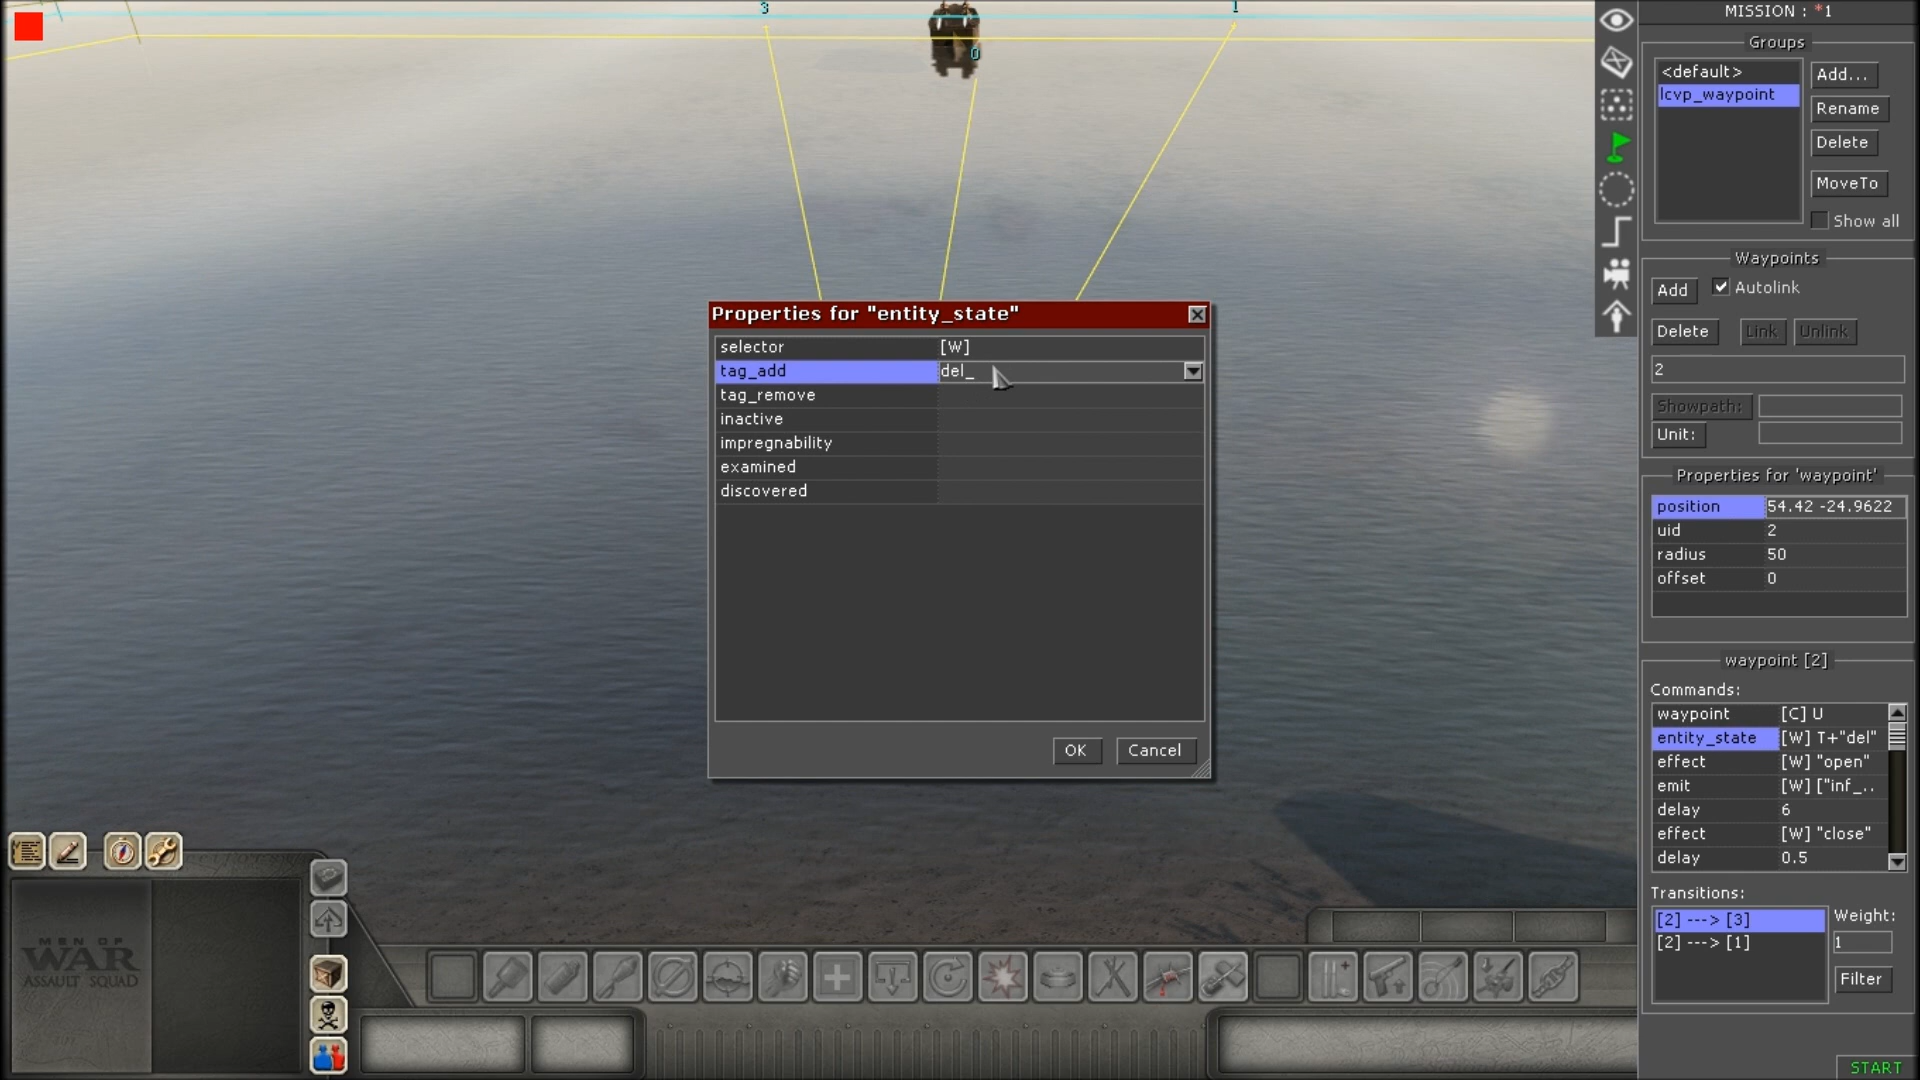 3
1
0
MISSION : *1
Groups
<default>
lcvp_waypoint
Add...
Rename
Delete
MoveTo
Show all
Waypoints
Add
Autolink
Delete
Link
Unlink
2
Showpath:
Unit:
Properties for 'waypoint'
position 54.42 -24.9622
uid 2
radius 50
offset 0
waypoint [2]
Commands:
waypoint [C] U
entity_state [W] T+"del"
effect [W] "open"
emit [W] ["inf_..
delay 6
effect [W] "close"
delay 0.5
Transitions:
[2] ---> [3]
[2] ---> [1]
Weight:
1
Filter
START
Properties for "entity_state"
selector [W]
tag_add del_
tag_remove
inactive
impregnability
examined
discovered
OK
Cancel
MEN OF
WAR
ASSAULT SQUAD